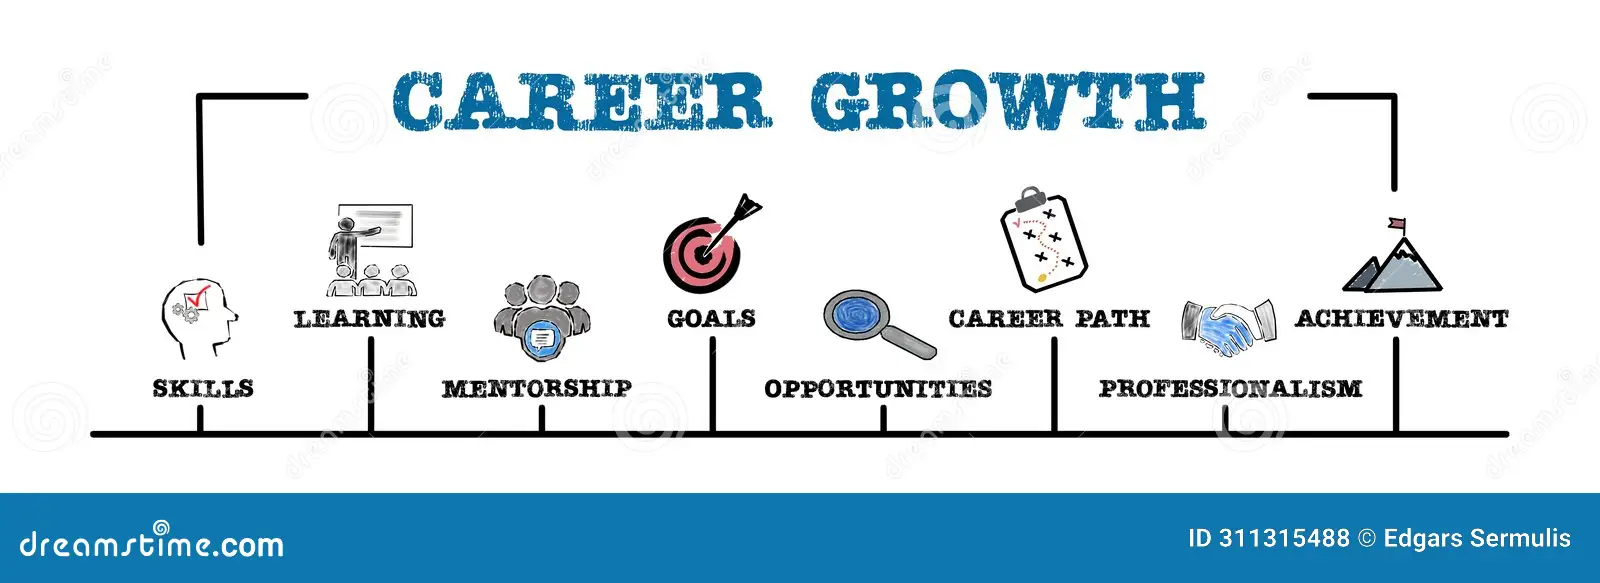 CAREER GROWTH
LEARNING
GOALS
CAREER PATH
ACHIEVEMENT
SKILLS
MENTORSHIP
OPPORTUNITIES
PROFESSIONALISM
dreamstime.com
ID 311315488 © Edgars Sermulis